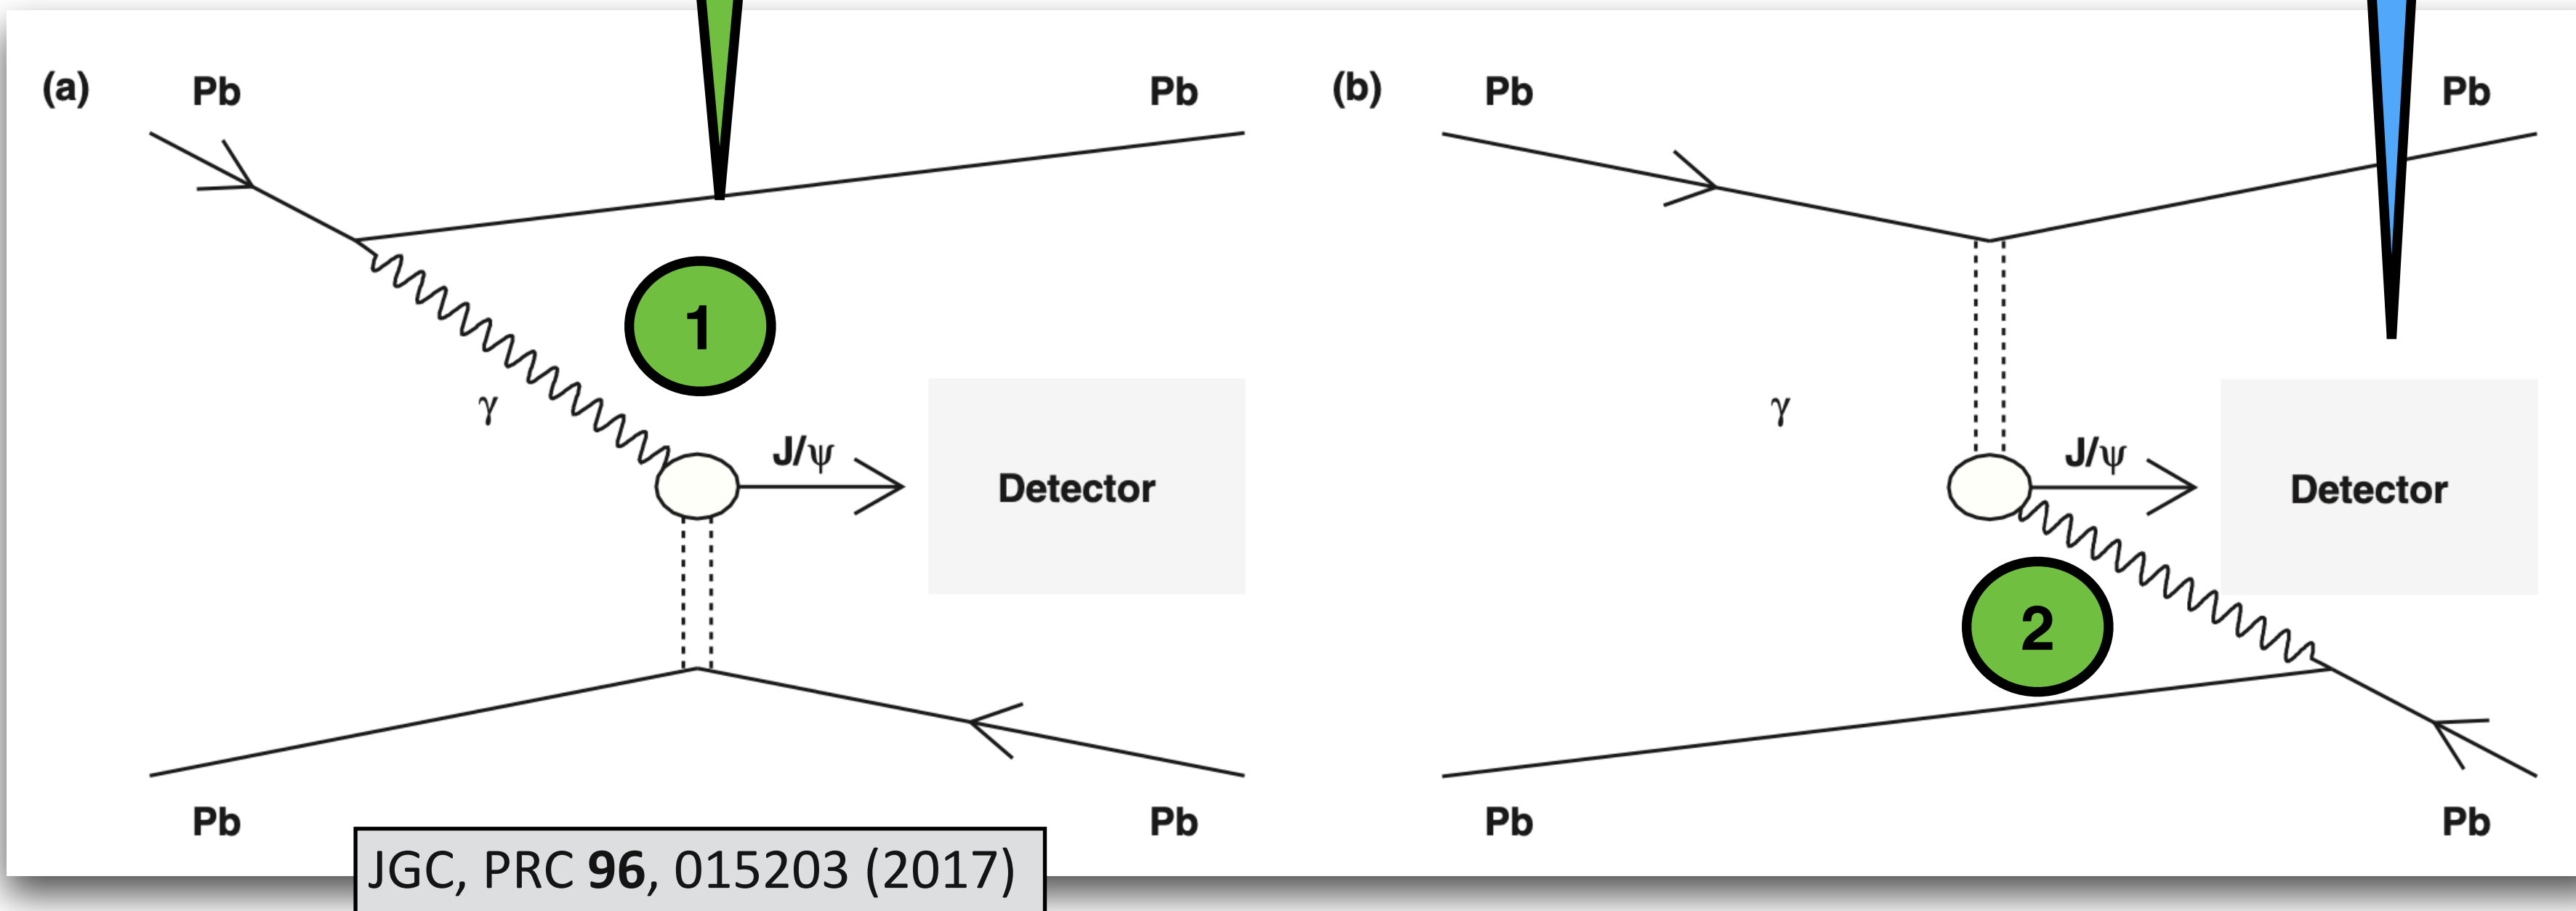 (a)
Pb
Pb
1
γ
J/ψ
Detector
Pb
Pb
(b)
Pb
Pb
γ
J/ψ
Detector
2
Pb
Pb
JGC, PRC 96, 015203 (2017)